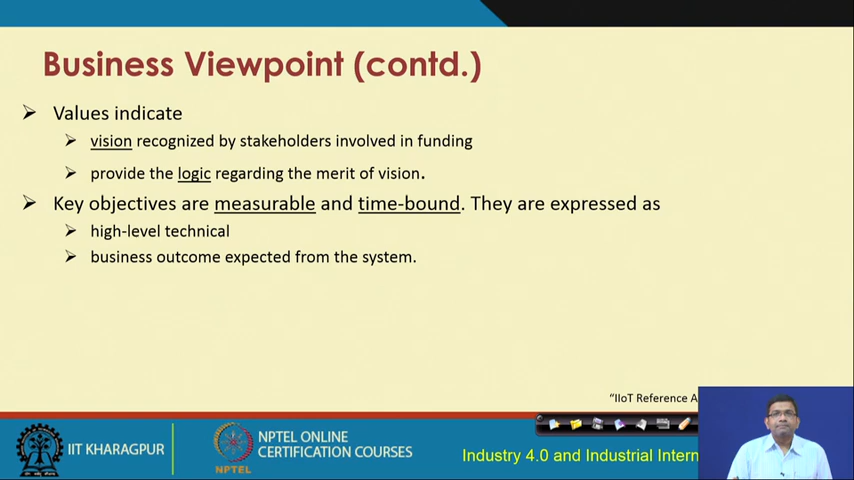 Business Viewpoint (contd.)
Values indicate
vision recognized by stakeholders involved in funding
provide the logic regarding the merit of vision.
Key objectives are measurable and time-bound. They are expressed as
high-level technical
business outcome expected from the system.
"IIoT Reference A
IIT KHARAGPUR
NPTEL
NPTEL ONLINE
CERTIFICATION COURSES
Industry 4.0 and Industrial Intern